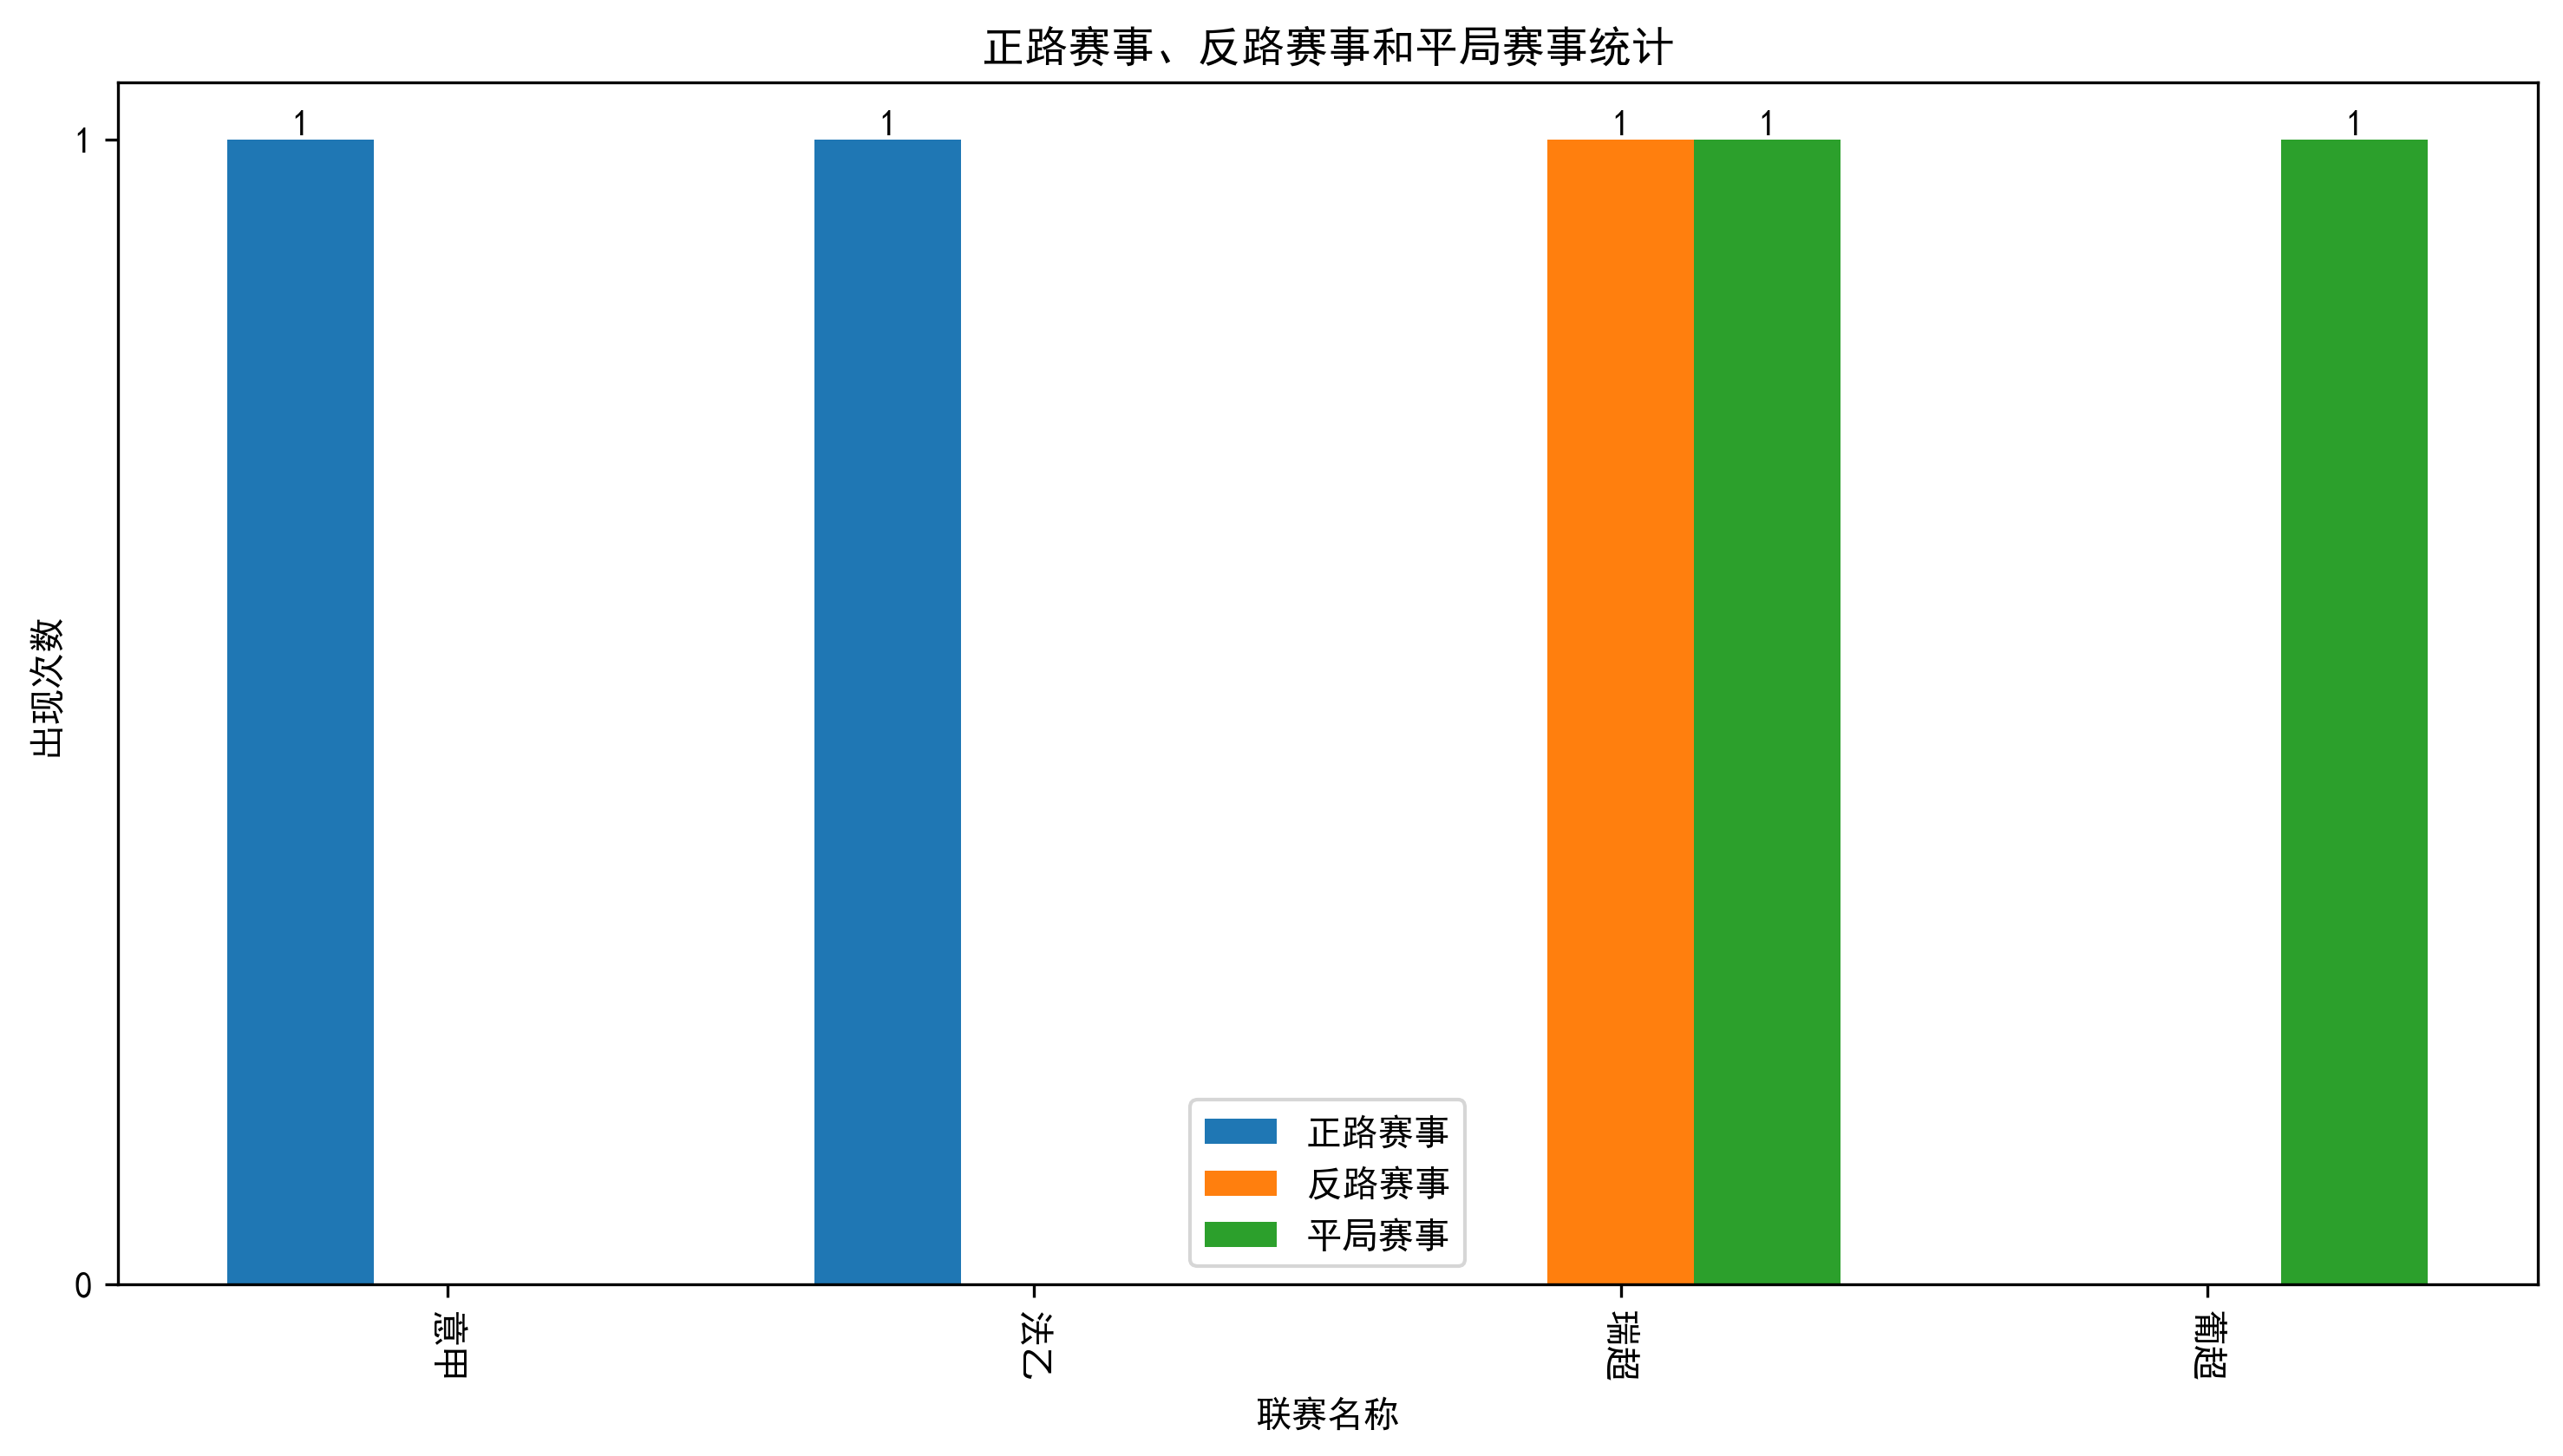 正路赛事、反路赛事和平局赛事统计
1
1
1
1
1
1
0
出现次数
正路赛事
反路赛事
平局赛事
意甲
法乙
瑞超
葡超
联赛名称